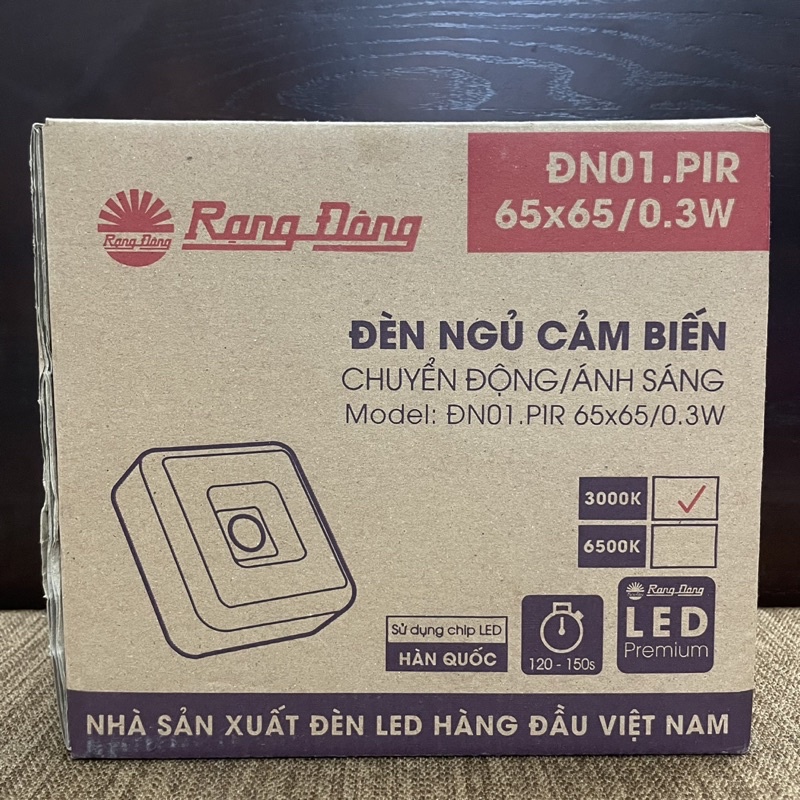 ĐN01.PIR
65x65/0.3W
Rạng Đông
Rạng Đông
ĐÈN NGỦ CẢM BIẾN
CHUYỂN ĐỘNG/ÁNH SÁNG
Model: ĐN01.PIR 65x65/0.3W
3000K
6500K
Sử dụng chip LED
HÀN QUỐC
120 - 150s
Rạng Đông
LED
Premium
NHÀ SẢN XUẤT ĐÈN LED HÀNG ĐẦU VIỆT NAM